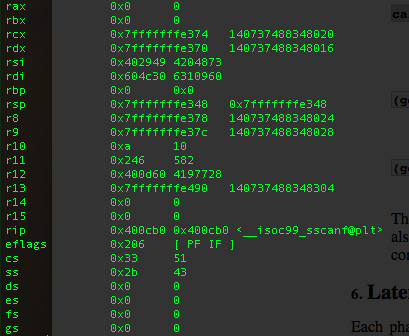 rax 0x0 0
rbx 0x0 0
rcx 0x7fffffffe374 140737488348020
rdx 0x7fffffffe370 140737488348016
rsi 0x402949 4204873
rdi 0x604c30 6310960
rbp 0x0 0x0
rsp 0x7fffffffe348 0x7fffffffe348
r8 0x7fffffffe378 140737488348024
r9 0x7fffffffe37c 140737488348028
r10 0xa 10
r11 0x246 582
r12 0x400d60 4197728
r13 0x7fffffffe490 140737488348304
r14 0x0 0
r15 0x0 0
rip 0x400cb0 0x400cb0 <__isoc99_sscanf@plt>
eflags 0x206 [ PF IF ]
cs 0x33 51
ss 0x2b 43
ds 0x0 0
es 0x0 0
fs 0x0 0
gs 0x0 0
ca
(g
(g
Th
als
co
6. Late
Each pha